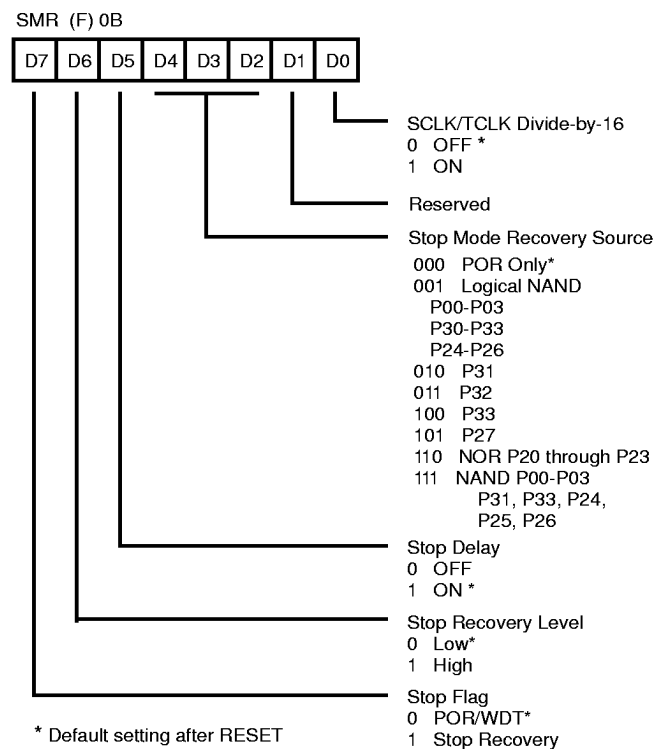 SMR (F) 0B
D7 D6 D5 D4 D3 D2 D1 D0
SCLK/TCLK Divide-by-16
0 OFF *
1 ON
Reserved
Stop Mode Recovery Source
000 POR Only*
001 Logical NAND
P00-P03
P30-P33
P24-P26
010 P31
011 P32
100 P33
101 P27
110 NOR P20 through P23
111 NAND P00-P03
P31, P33, P24,
P25, P26
Stop Delay
0 OFF
1 ON *
Stop Recovery Level
0 Low*
1 High
Stop Flag
0 POR/WDT*
1 Stop Recovery
* Default setting after RESET